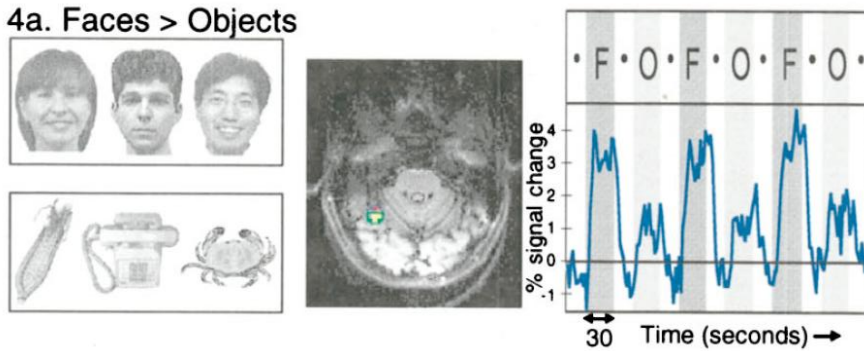 4a. Faces > Objects
· F · O · F · O · F · O ·
% signal change
4
3
2
1
0
-1
30
Time (seconds) →